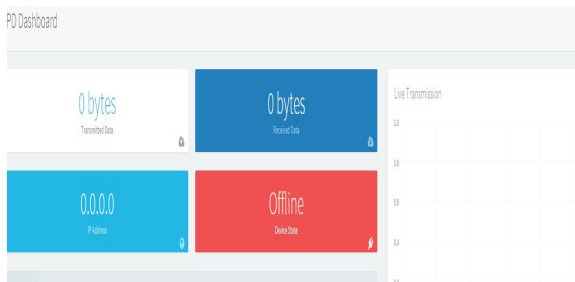 PD Dashboard
0 bytes
Transmitted Data
0 bytes
Received Data
0.0.0.0
IP Address
Offline
Device State
Live Transmission
1.0
0.8
0.6
0.4